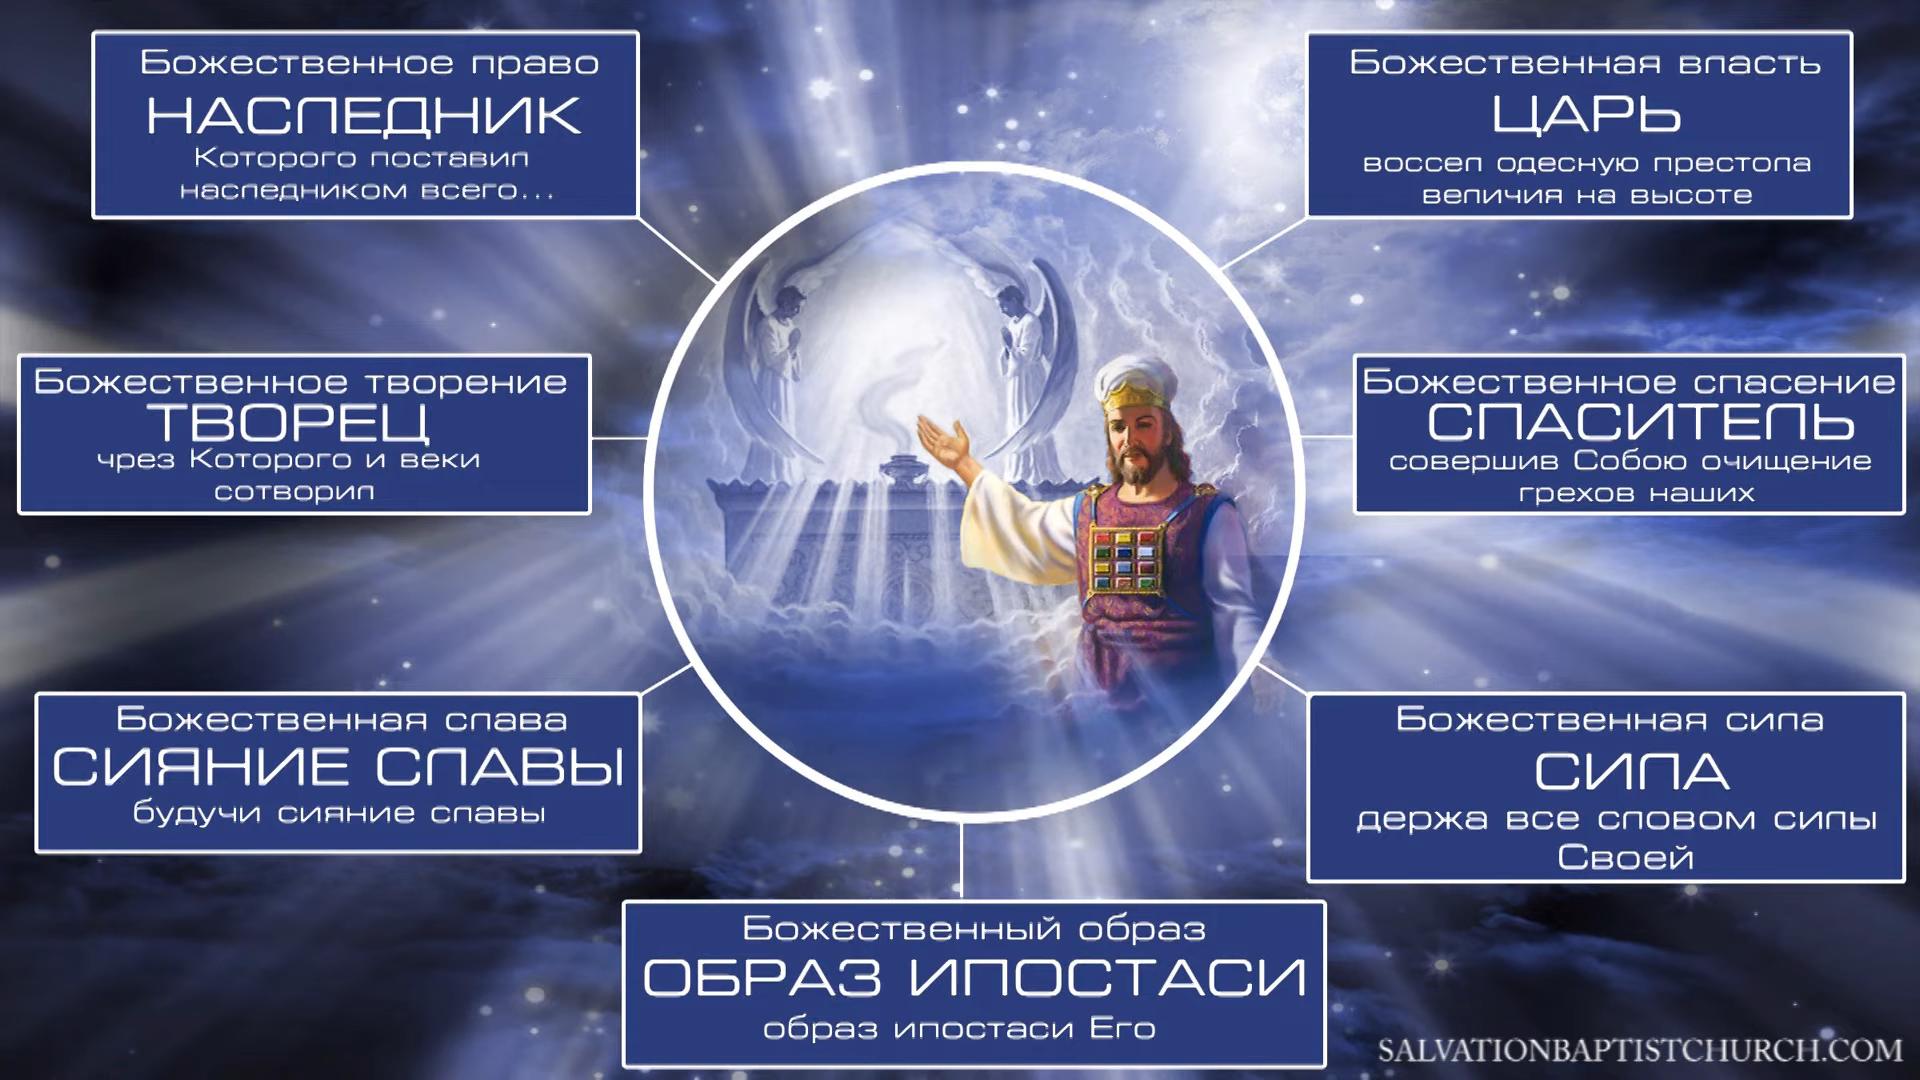 Божественное право
НАСЛЕДНИК
Которого поставил
наследником всего...
Божественная власть
ЦАРЬ
воссел одесную престола
величия на высоте
Божественное творение
ТВОРЕЦ
чрез Которого и веки
сотворил
Божественное спасение
СПАСИТЕЛЬ
совершив Собою очищение
грехов наших
Божественная слава
СИЯНИЕ СЛАВЫ
будучи сияние славы
Божественная сила
СИЛА
держа все словом силы
Своей
Божественный образ
ОБРАЗ ИПОСТАСИ
образ ипостаси Его
SALVATIONBAPTISTCHURCH.COM